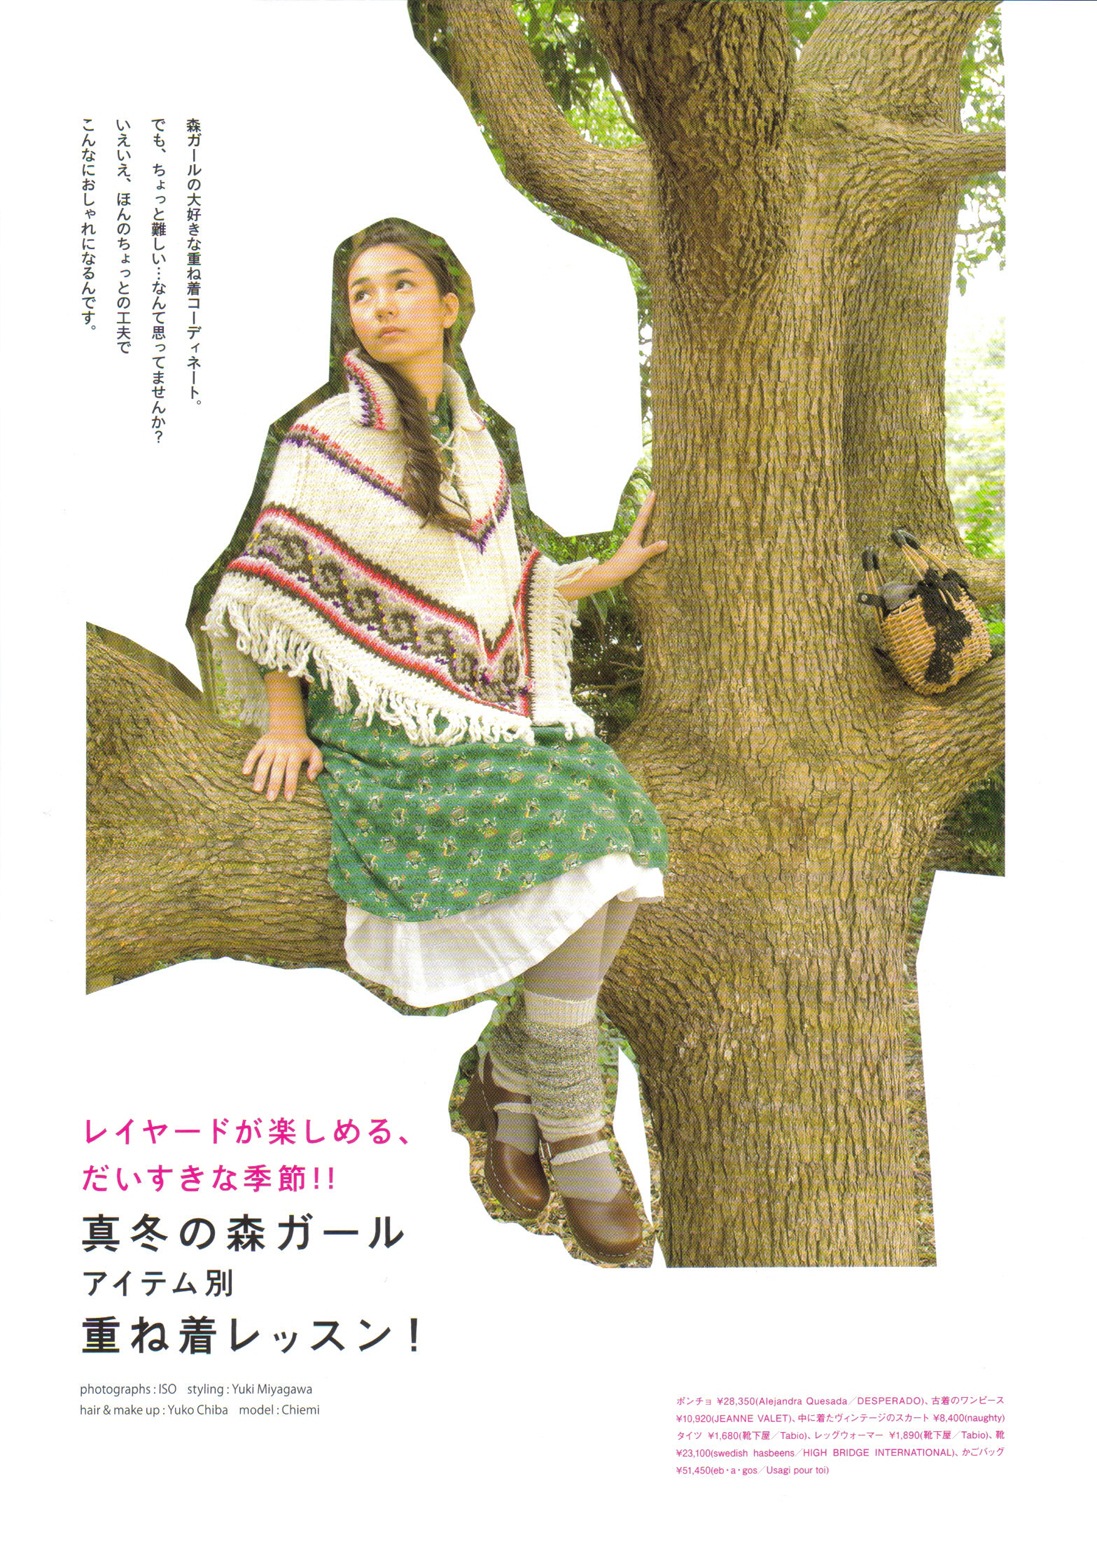 森ガールの大好きな重ね着コーディネート。
でも、ちょっと難しい…なんて思ってませんか?
いえいえ、ほんのちょっとの工夫で
こんなにおしゃれになるんです。
レイヤードが楽しめる、
だいすきな季節!!
真冬の森ガール
アイテム別
重ね着レッスン!
photographs : ISO styling : Yuki Miyagawa
hair & make up : Yuko Chiba model : Chiemi
ポンチョ ¥28,350(Alejandra Quesada／DESPERADO)、古着のワンピース
¥10,920(JEANNE VALET)、中に着たヴィンテージのスカート ¥8,400(naughty)
タイツ ¥1,680(靴下屋／Tabio)、レッグウォーマー ¥1,890(靴下屋／Tabio)、靴
¥23,100(swedish hasbeens／HIGH BRIDGE INTERNATIONAL)、かごバッグ
¥51,450(eb・a・gos／Usagi pour toi)